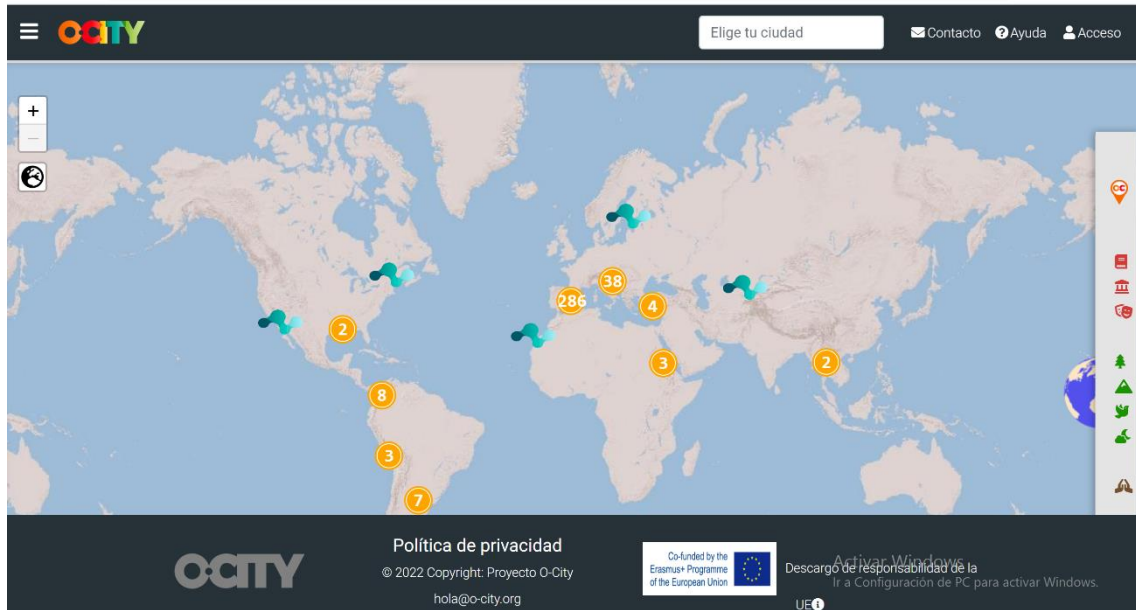 O-CITY
Elige tu ciudad
Contacto
Ayuda
Acceso
+
38
286
4
2
3
2
8
3
7
O-CITY
Política de privacidad
© 2022 Copyright: Proyecto O-City
hola@o-city.org
Co-funded by the
Erasmus+ Programme
of the European Union
Descargo de responsabilidad de la
UE
Activar Windows
Ir a Configuración de PC para activar Windows.